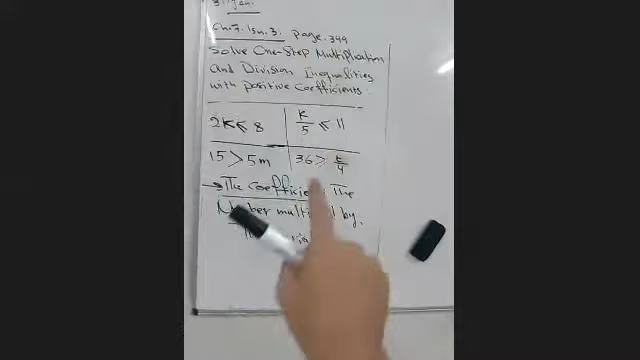 Ch.7. lsn.3. page.349
Solve One-Step Multiplication
and Division Inequalities
with positive Coefficients.
2k ≤ 8
k/5 ≤ 11
15 > 5m
36 ≥ t/4
The coefficient The
Number by.